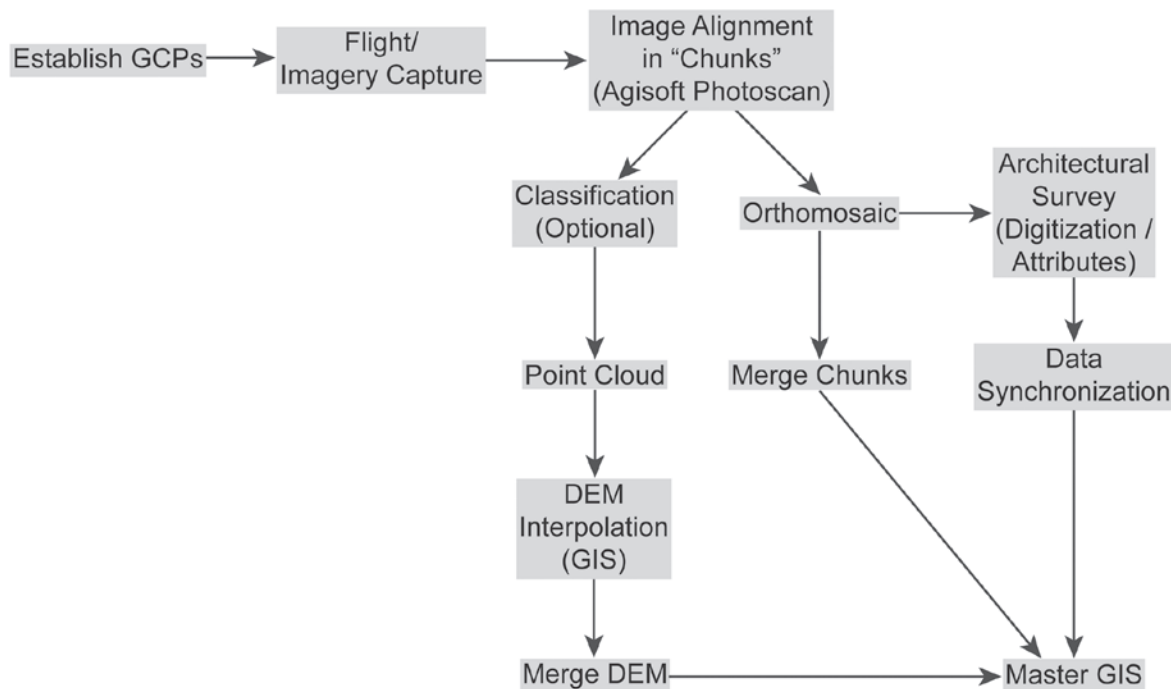 Establish GCPs
Flight/
Imagery Capture
Image Alignment
in “Chunks”
(Agisoft Photoscan)
Classification
(Optional)
Orthomosaic
Architectural
Survey
(Digitization /
Attributes)
Point Cloud
Merge Chunks
Data
Synchronization
DEM
Interpolation
(GIS)
Merge DEM
Master GIS